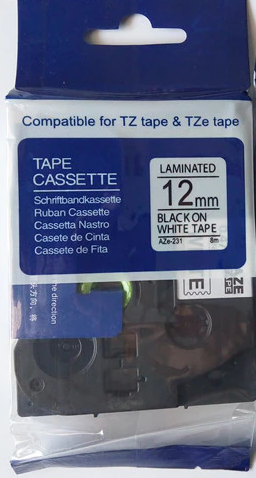 Compatible for TZ tape & TZe tape
TAPE
CASSETTE
Schriftbandkassette
Ruban Cassette
Cassetta Nastro
Casete de Cinta
Cassete de Fita
LAMINATED
12mm
BLACK ON
WHITE TAPE
AZe-231 8m